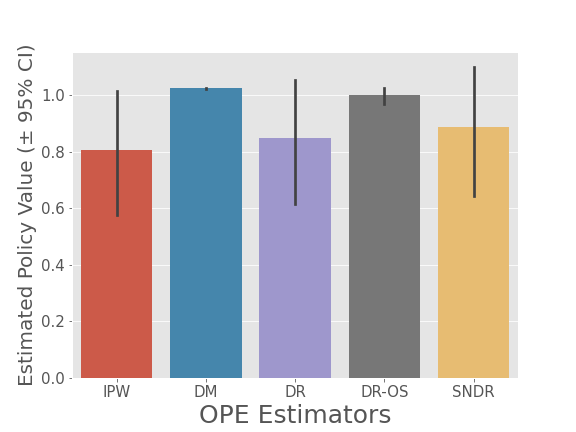 Estimated Policy Value (± 95% CI)
1.0
0.8
0.6
0.4
0.2
0.0
IPW DM DR DR-OS SNDR
OPE Estimators